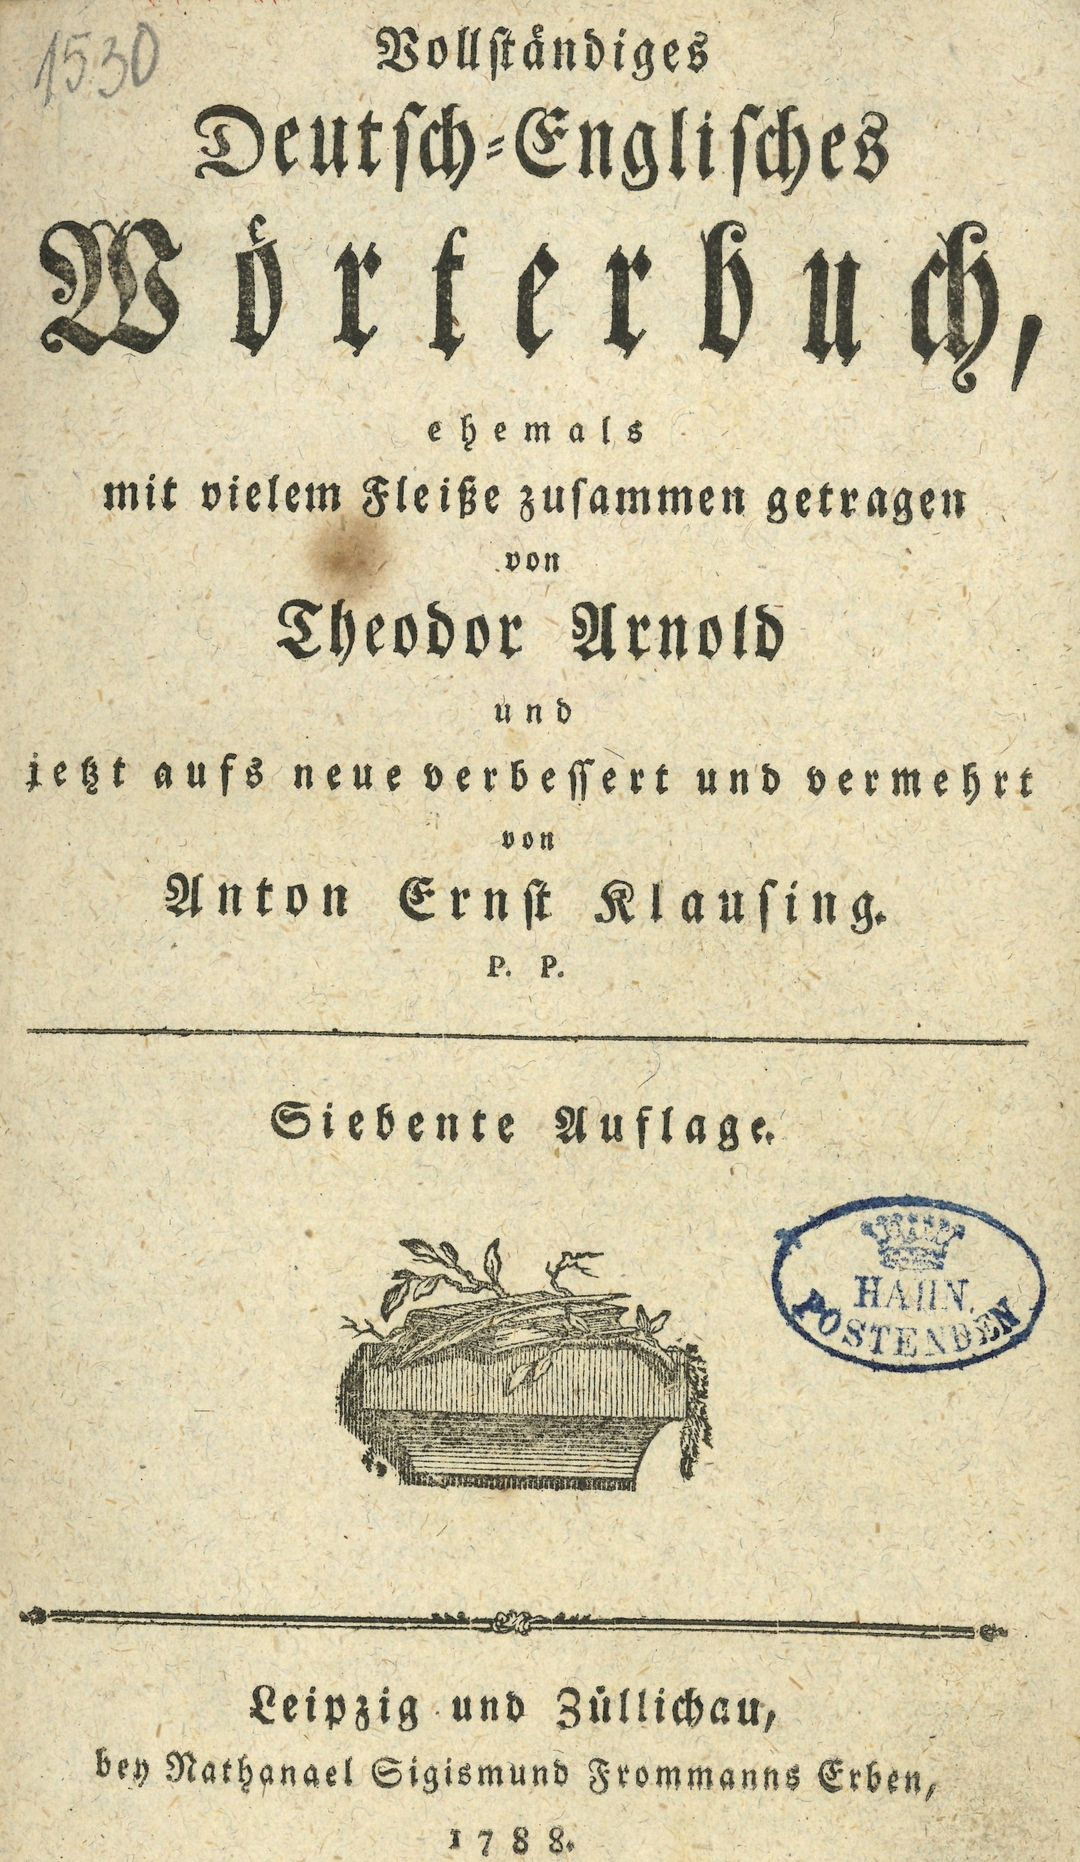 1530
Vollständiges
Deutsch-Englisches
Wörterbuch,
ehemals
mit vielem Fleiße zusammen getragen
von
Theodor Arnold
und
jetzt aufs neue verbessert und vermehrt
von
Anton Ernst Klausing.
P. P.
Siebente Auflage.
HAHN.
POSTENDEN
Leipzig und Züllichau,
bey Nathanael Sigismund Frommanns Erben,
1788.